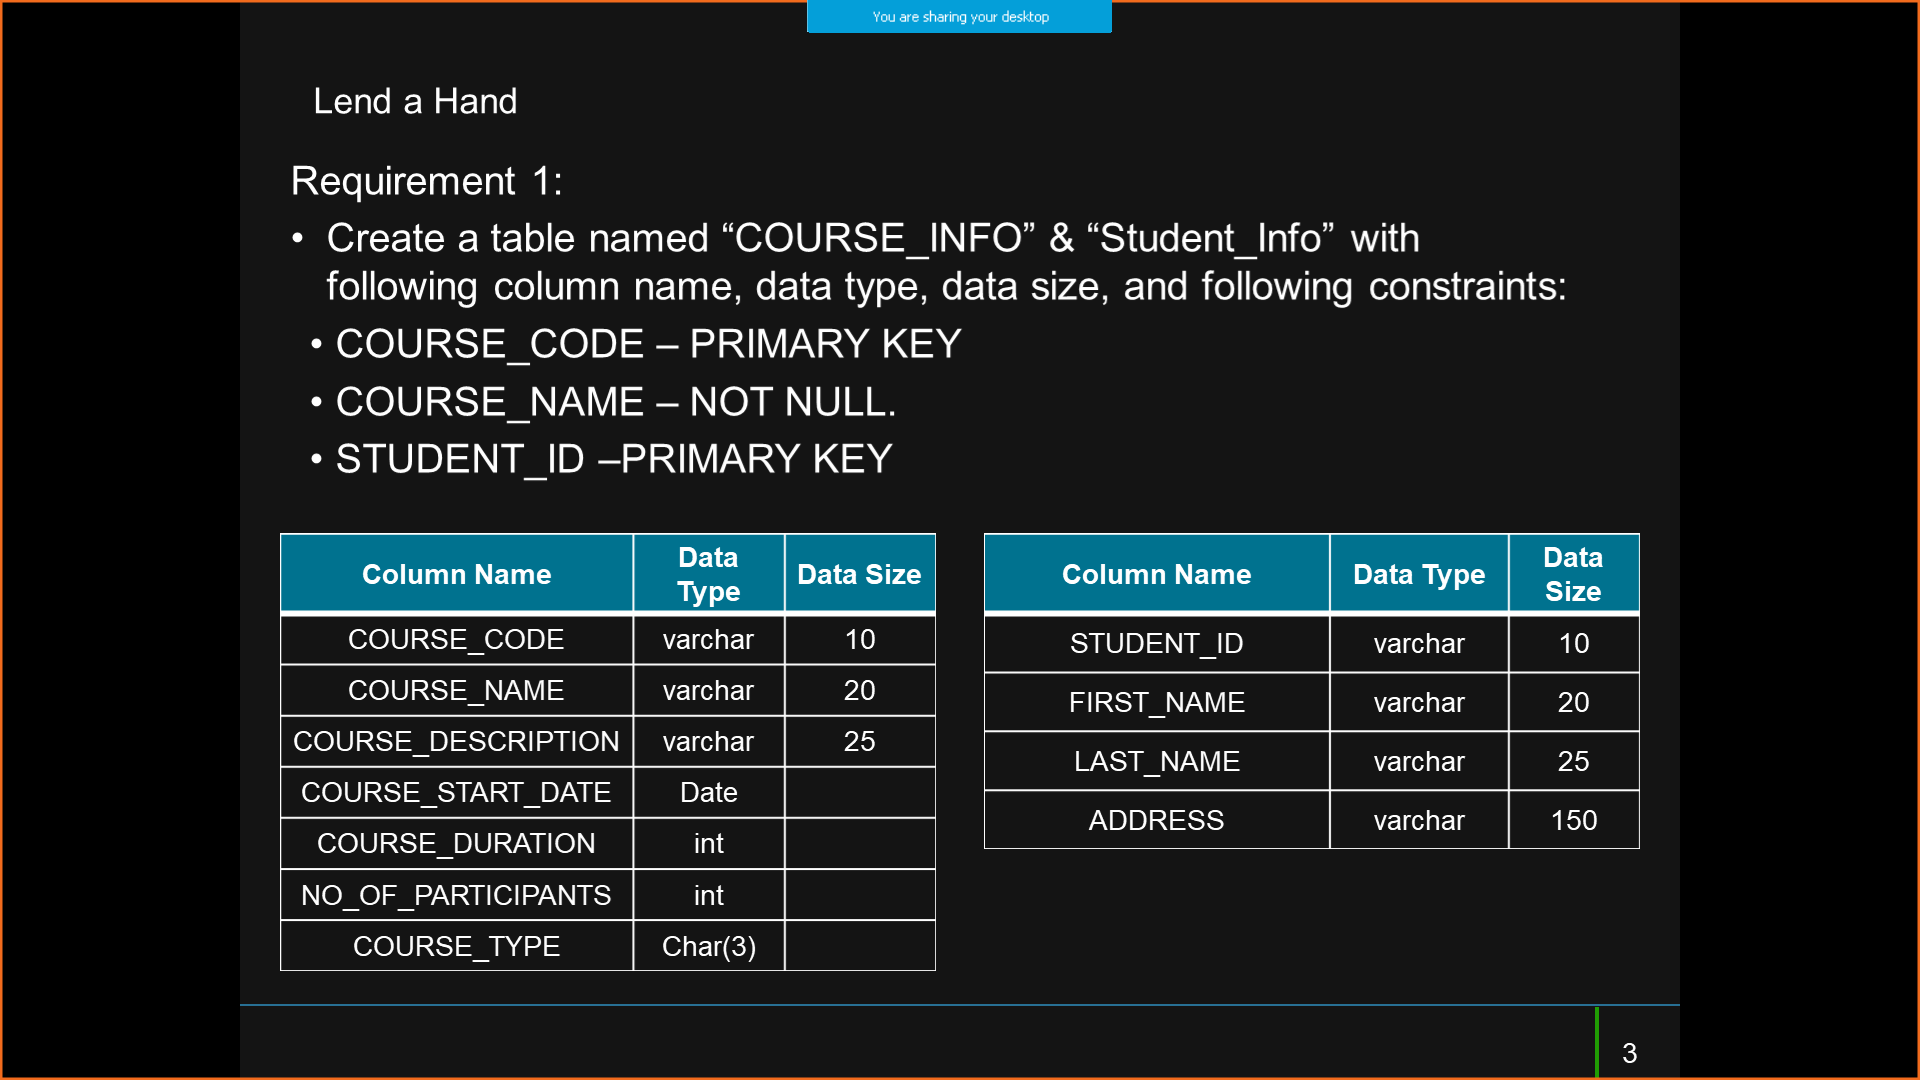 You are sharing your desktop
Lend a Hand
Requirement 1:
• Create a table named “COURSE_INFO” & “Student_Info” with
following column name, data type, data size, and following constraints:
• COURSE_CODE – PRIMARY KEY
• COURSE_NAME – NOT NULL.
• STUDENT_ID –PRIMARY KEY
Column Name Data Type Data Size
COURSE_CODE varchar 10
COURSE_NAME varchar 20
COURSE_DESCRIPTION varchar 25
COURSE_START_DATE Date
COURSE_DURATION int
NO_OF_PARTICIPANTS int
COURSE_TYPE Char(3)
Column Name Data Type Data Size
STUDENT_ID varchar 10
FIRST_NAME varchar 20
LAST_NAME varchar 25
ADDRESS varchar 150
3